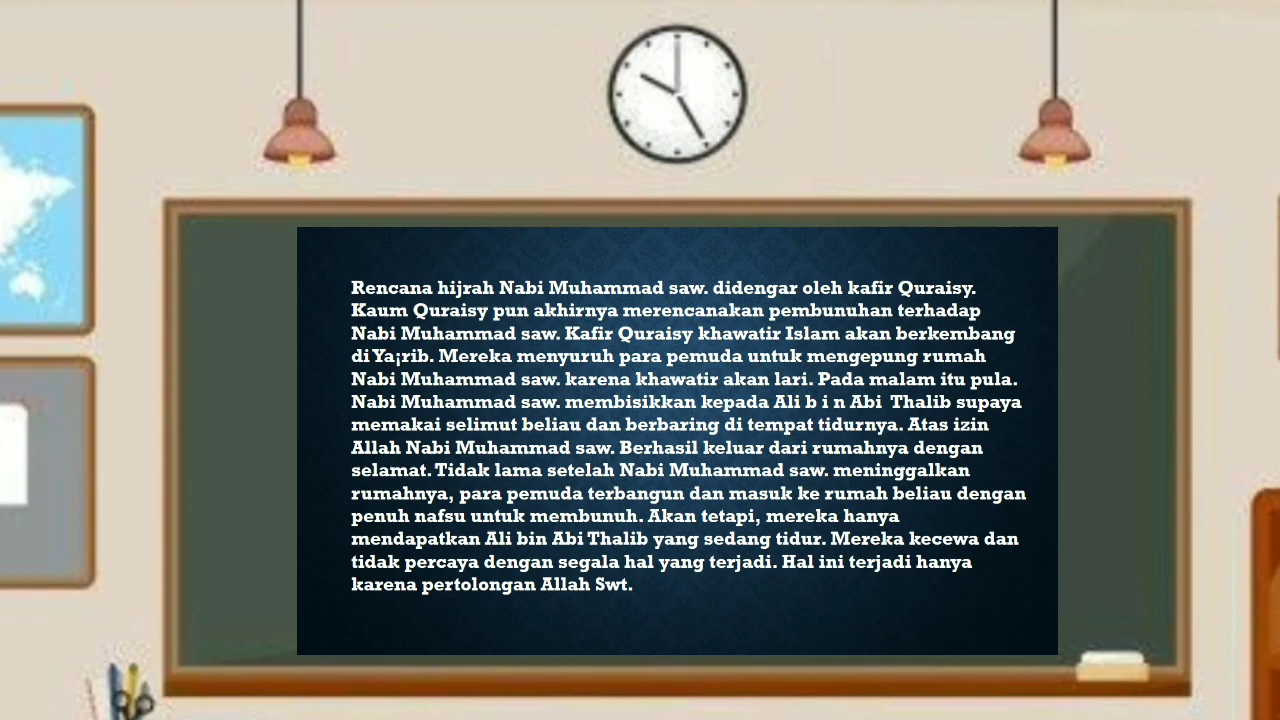 Rencana hijrah Nabi Muhammad saw. didengar oleh kafir Quraisy.
Kaum Quraisy pun akhirnya merencanakan pembunuhan terhadap
Nabi Muhammad saw. Kafir Quraisy khawatir Islam akan berkembang
di Ya¡rib. Mereka menyuruh para pemuda untuk mengepung rumah
Nabi Muhammad saw. karena khawatir akan lari. Pada malam itu pula.
Nabi Muhammad saw. membisikkan kepada Ali b i n Abi  Thalib supaya
memakai selimut beliau dan berbaring di tempat tidurnya. Atas izin
Allah Nabi Muhammad saw. Berhasil keluar dari rumahnya dengan
selamat. Tidak lama setelah Nabi Muhammad saw. meninggalkan
rumahnya, para pemuda terbangun dan masuk ke rumah beliau dengan
penuh nafsu untuk membunuh. Akan tetapi, mereka hanya
mendapatkan Ali bin Abi Thalib yang sedang tidur. Mereka kecewa dan
tidak percaya dengan segala hal yang terjadi. Hal ini terjadi hanya
karena pertolongan Allah Swt.